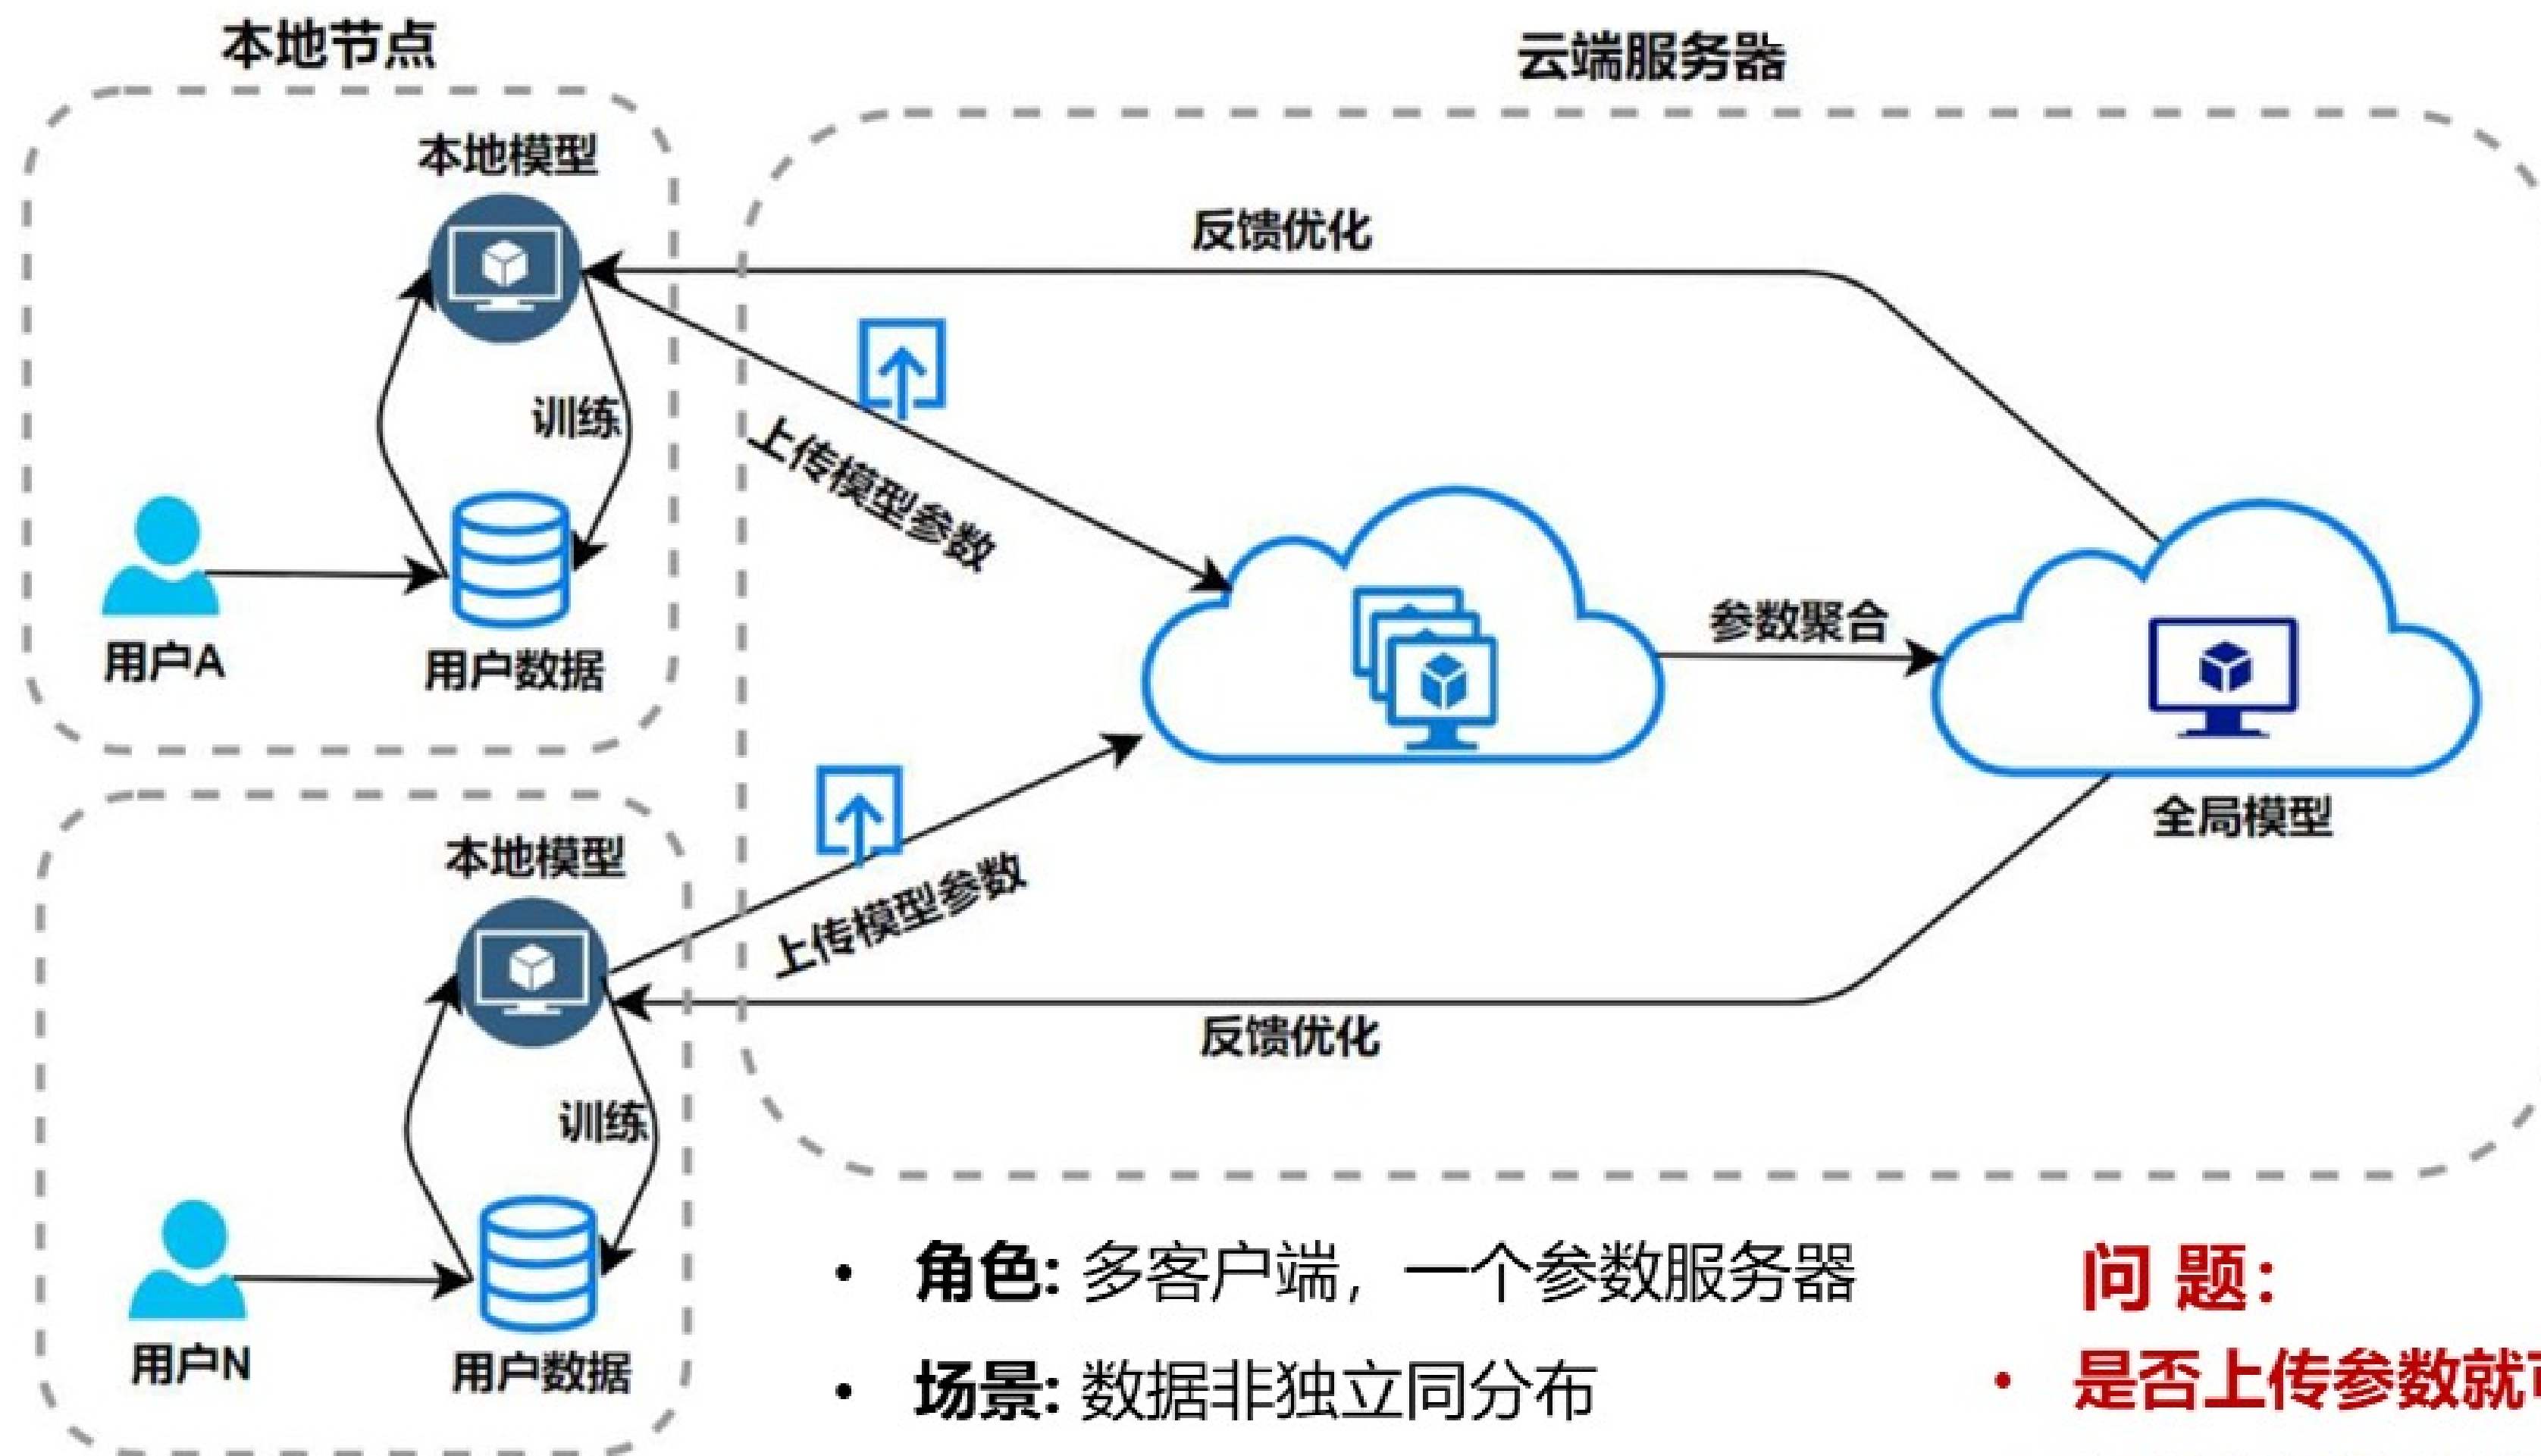 本地节点
云端服务器
本地模型
反馈优化
训练
上传模型参数
参数聚合
用户A
用户数据
全局模型
本地模型
上传模型参数
反馈优化
训练
用户N
用户数据
• 角色: 多客户端，一个参数服务器
• 场景: 数据非独立同分布
问 题：
• 是否上传参数就